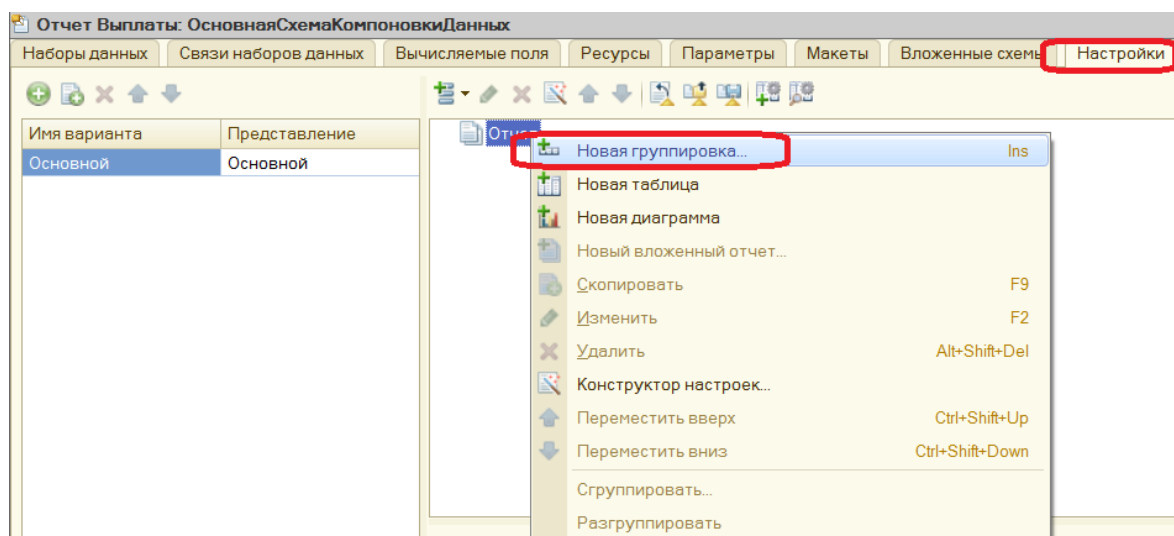 Отчет Выплаты: ОсновнаяСхемаКомпоновкиДанных
Наборы данных Связи наборов данных Вычисляемые поля Ресурсы Параметры Макеты Вложенные схемы Настройки
Имя варианта Представление
Основной Основной
Отчет
Новая группировка... Ins
Новая таблица
Новая диаграмма
Новый вложенный отчет...
Скопировать F9
Изменить F2
Удалить Alt+Shift+Del
Конструктор настроек...
Переместить вверх Ctrl+Shift+Up
Переместить вниз Ctrl+Shift+Down
Сгруппировать...
Разгруппировать